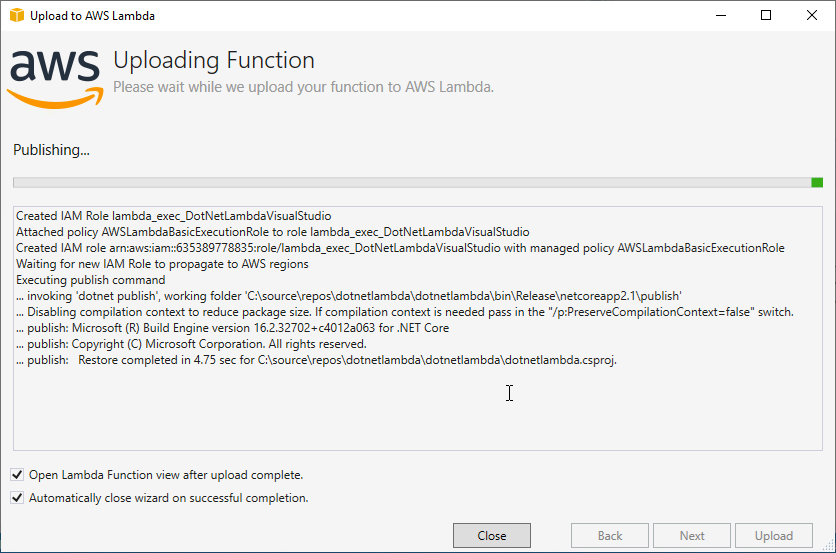 Upload to AWS Lambda
aws
Uploading Function
Please wait while we upload your function to AWS Lambda.
Publishing...
Created IAM Role lambda_exec_DotNetLambdaVisualStudio
Attached policy AWSLambdaBasicExecutionRole to role lambda_exec_DotNetLambdaVisualStudio
Created IAM role arn:aws:iam::635389778835:role/lambda_exec_DotNetLambdaVisualStudio with managed policy AWSLambdaBasicExecutionRole
Waiting for new IAM Role to propagate to AWS regions
Executing publish command
... invoking 'dotnet publish', working folder 'C:\source\repos\dotnetlambda\dotnetlambda\bin\Release\netcoreapp2.1\publish'
... Disabling compilation context to reduce package size. If compilation context is needed pass in the "/p:PreserveCompilationContext=false" switch.
... publish: Microsoft (R) Build Engine version 16.2.32702+c4012a063 for .NET Core
... publish: Copyright (C) Microsoft Corporation. All rights reserved.
... publish:   Restore completed in 4.75 sec for C:\source\repos\dotnetlambda\dotnetlambda\dotnetlambda.csproj.
Open Lambda Function view after upload complete.
Automatically close wizard on successful completion.
Close
Back
Next
Upload